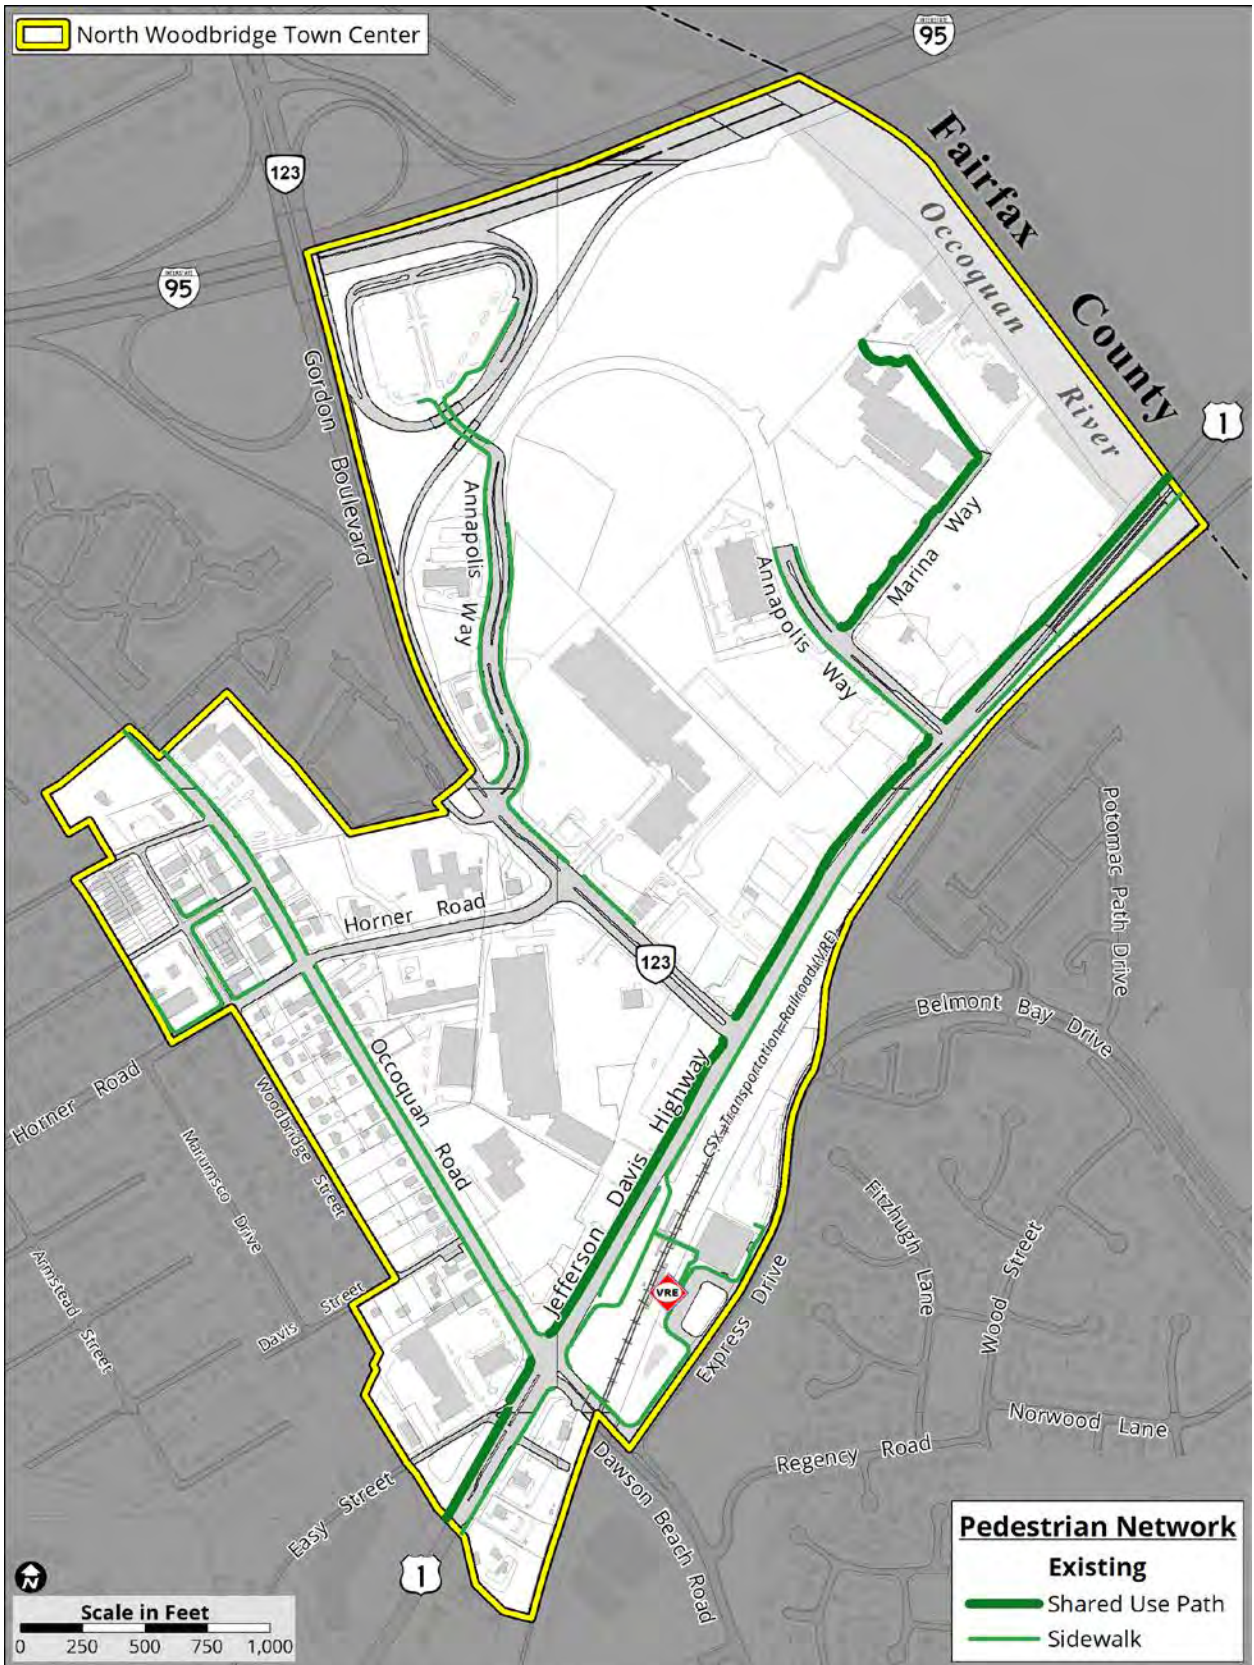 North Woodbridge Town Center
INTERSTATE
95
123
Fairfax
County
Occoquan
River
INTERSTATE
95
1
Gordon
Boulevard
Annapolis
Way
Marina Way
Annapolis
Way
Potomac Path Drive
Horner Road
123
Belmont Bay Drive
CSX Transportation Railroad (VRE)
Horner Road
Woodbridge
Street
Occoquan
Road
Jefferson Davis Highway
Marumsco
Drive
Armstead
Street
Davis Street
Fitzhugh
Lane
Wood Street
VRE
Express Drive
Norwood Lane
Regency Road
Dawson Beach Road
Easy Street
1
N
Scale in Feet
0 250 500 750 1,000
Pedestrian Network
Existing
Shared Use Path
Sidewalk